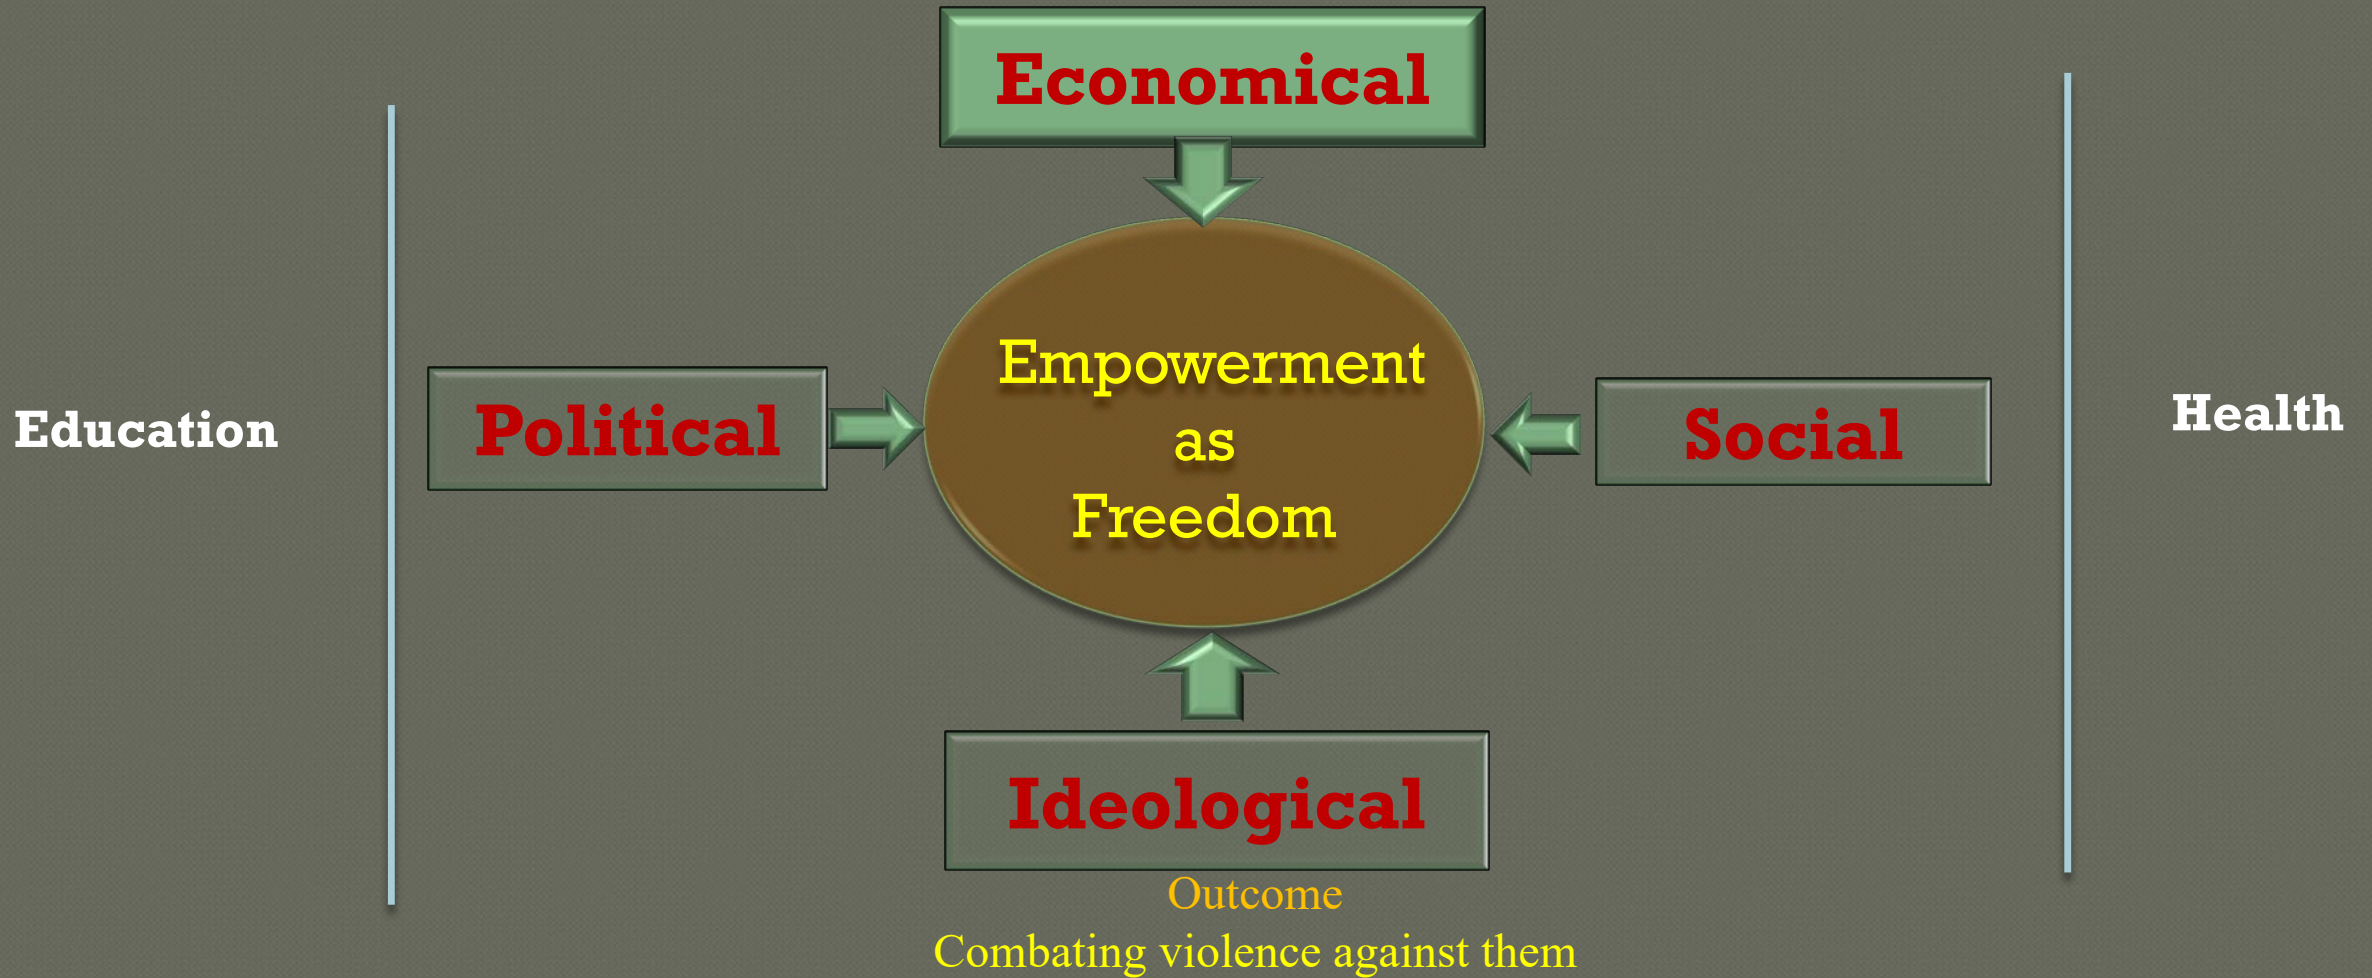 Economical
Education
Political
Empowerment
as
Freedom
Social
Health
Ideological
Outcome
Combating violence against them